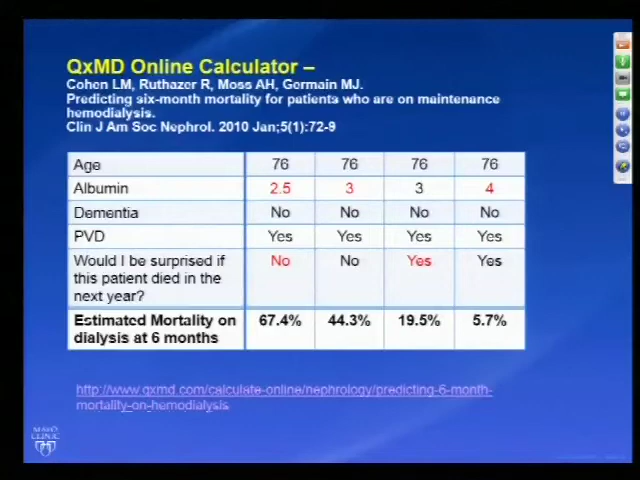 QxMD Online Calculator –
Cohen LM, Ruthazer R, Moss AH, Germain MJ.
Predicting six-month mortality for patients who are on maintenance
hemodialysis.
Clin J Am Soc Nephrol. 2010 Jan;5(1):72-9
Age 76 76 76 76
Albumin 2.5 3 3 4
Dementia No No No No
PVD Yes Yes Yes Yes
Would I be surprised if No No Yes Yes
this patient died in the
next year?
Estimated Mortality on 67.4% 44.3% 19.5% 5.7%
dialysis at 6 months
http://www.qxmd.com/calculate-online/nephrology/predicting-6-month-
mortality-on-hemodialysis
MAYO
CLINIC